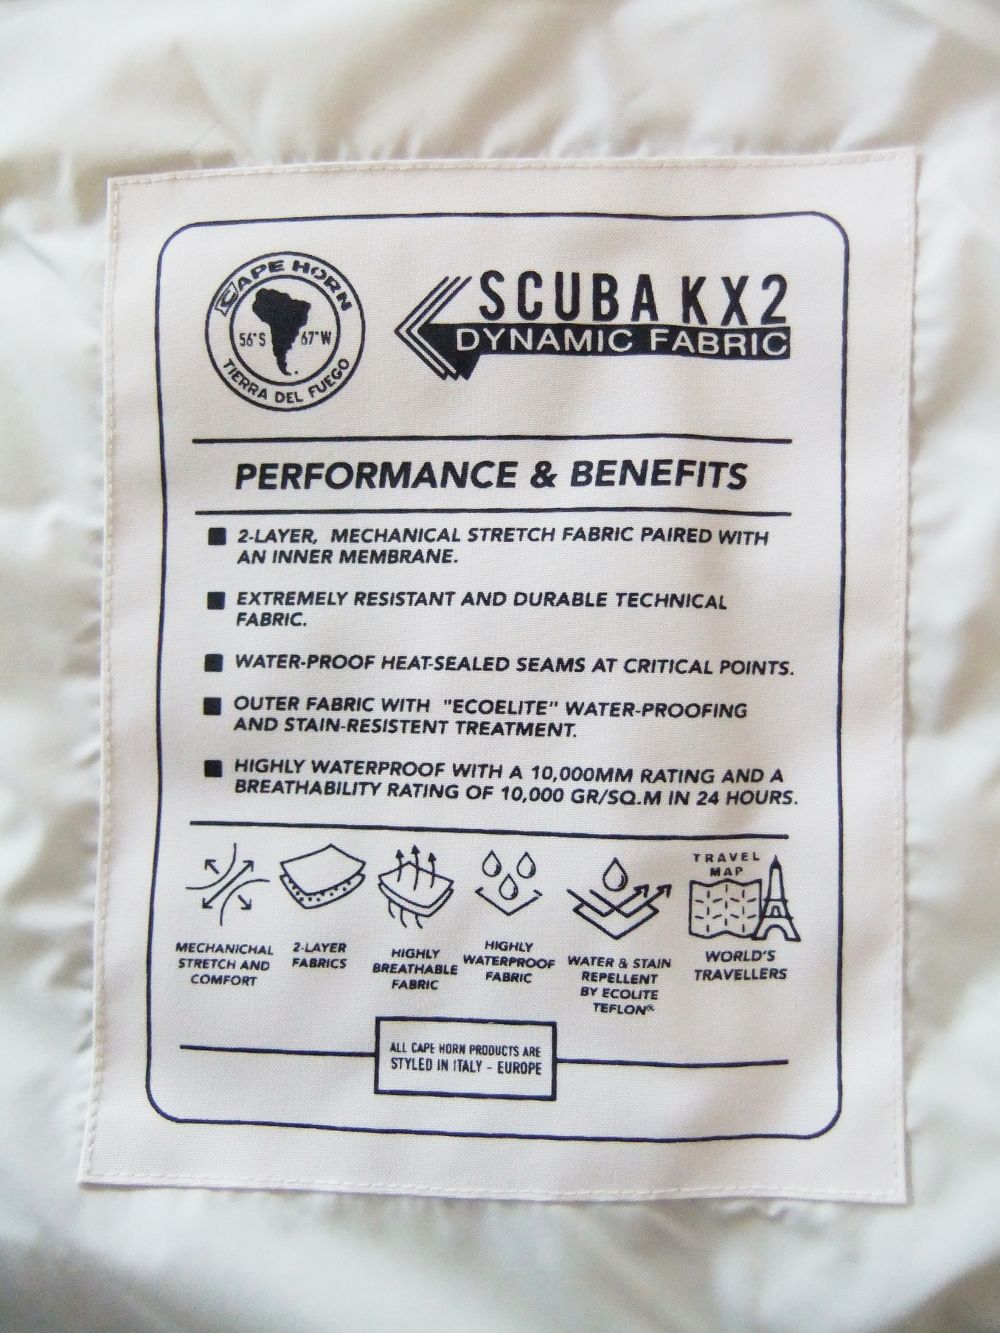 CAPE HORN
56°S 67°W
TIERRA DEL FUEGO
SCUBA KX2
DYNAMIC FABRIC
PERFORMANCE & BENEFITS
2-LAYER, MECHANICAL STRETCH FABRIC PAIRED WITH
AN INNER MEMBRANE.
EXTREMELY RESISTANT AND DURABLE TECHNICAL
FABRIC.
WATER-PROOF HEAT-SEALED SEAMS AT CRITICAL POINTS.
OUTER FABRIC WITH "ECOELITE" WATER-PROOFING
AND STAIN-RESISTENT TREATMENT.
HIGHLY WATERPROOF WITH A 10,000MM RATING AND A
BREATHABILITY RATING OF 10,000 GR/SQ.M IN 24 HOURS.
MECHANICHAL
STRETCH AND
COMFORT
2-LAYER
FABRICS
HIGHLY
BREATHABLE
FABRIC
HIGHLY
WATERPROOF
FABRIC
WATER & STAIN
REPELLENT
BY ECOLITE
TEFLON®
TRAVEL
MAP
WORLD'S
TRAVELLERS
ALL CAPE HORN PRODUCTS ARE
STYLED IN ITALY - EUROPE